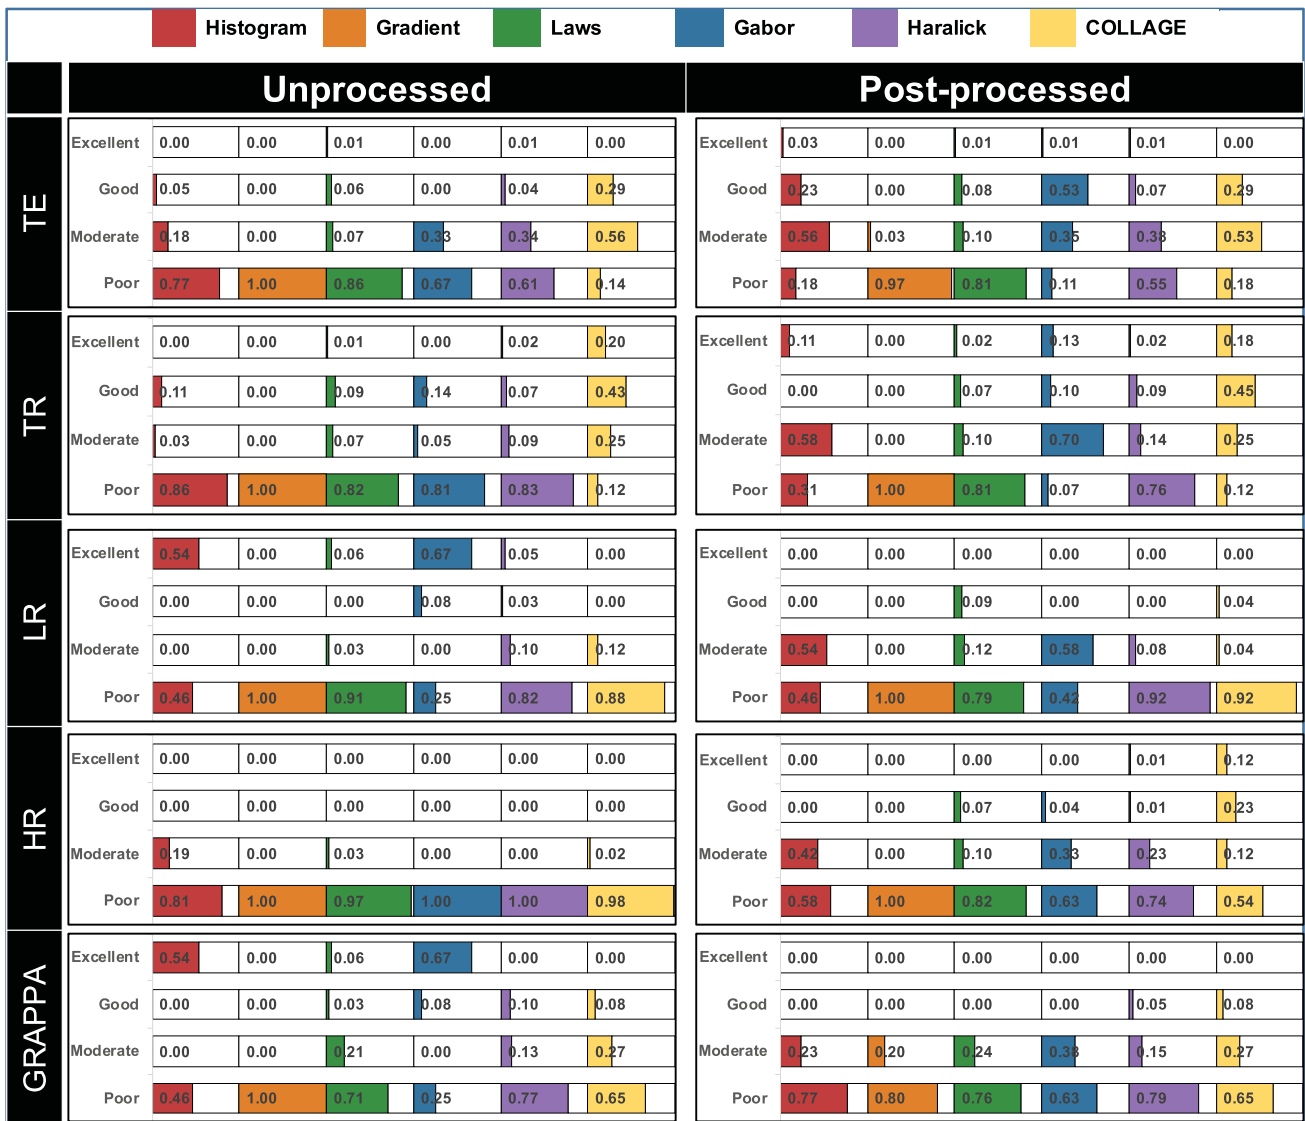 Histogram Gradient Laws Gabor Haralick COLLAGE
Unprocessed Post-processed
TE
Excellent 0.00 0.00 0.01 0.00 0.01 0.00
Good 0.05 0.00 0.06 0.00 0.04 0.29
Moderate 0.18 0.00 0.07 0.33 0.34 0.56
Poor 0.77 1.00 0.86 0.67 0.61 0.14
Excellent 0.03 0.00 0.01 0.01 0.01 0.00
Good 0.23 0.00 0.08 0.53 0.07 0.29
Moderate 0.56 0.03 0.10 0.35 0.38 0.53
Poor 0.18 0.97 0.81 0.11 0.55 0.18
TR
Excellent 0.00 0.00 0.01 0.00 0.02 0.20
Good 0.11 0.00 0.09 0.14 0.07 0.43
Moderate 0.03 0.00 0.07 0.05 0.09 0.25
Poor 0.86 1.00 0.82 0.81 0.83 0.12
Excellent 0.11 0.00 0.02 0.13 0.02 0.18
Good 0.00 0.00 0.07 0.10 0.09 0.45
Moderate 0.58 0.00 0.10 0.70 0.14 0.25
Poor 0.31 1.00 0.81 0.07 0.76 0.12
LR
Excellent 0.54 0.00 0.06 0.67 0.05 0.00
Good 0.00 0.00 0.00 0.08 0.03 0.00
Moderate 0.00 0.00 0.03 0.00 0.10 0.12
Poor 0.46 1.00 0.91 0.25 0.82 0.88
Excellent 0.00 0.00 0.00 0.00 0.00 0.00
Good 0.00 0.00 0.09 0.00 0.00 0.04
Moderate 0.54 0.00 0.12 0.58 0.08 0.04
Poor 0.46 1.00 0.79 0.42 0.92 0.92
HR
Excellent 0.00 0.00 0.00 0.00 0.00 0.00
Good 0.00 0.00 0.00 0.00 0.00 0.00
Moderate 0.19 0.00 0.03 0.00 0.00 0.02
Poor 0.81 1.00 0.97 1.00 1.00 0.98
Excellent 0.00 0.00 0.00 0.00 0.01 0.12
Good 0.00 0.00 0.07 0.04 0.01 0.23
Moderate 0.42 0.00 0.10 0.33 0.23 0.12
Poor 0.58 1.00 0.82 0.63 0.74 0.54
GRAPPA
Excellent 0.54 0.00 0.06 0.67 0.00 0.00
Good 0.00 0.00 0.03 0.08 0.10 0.08
Moderate 0.00 0.00 0.21 0.00 0.13 0.27
Poor 0.46 1.00 0.71 0.25 0.77 0.65
Excellent 0.00 0.00 0.00 0.00 0.00 0.00
Good 0.00 0.00 0.00 0.00 0.05 0.08
Moderate 0.23 0.20 0.24 0.38 0.15 0.27
Poor 0.77 0.80 0.76 0.63 0.79 0.65